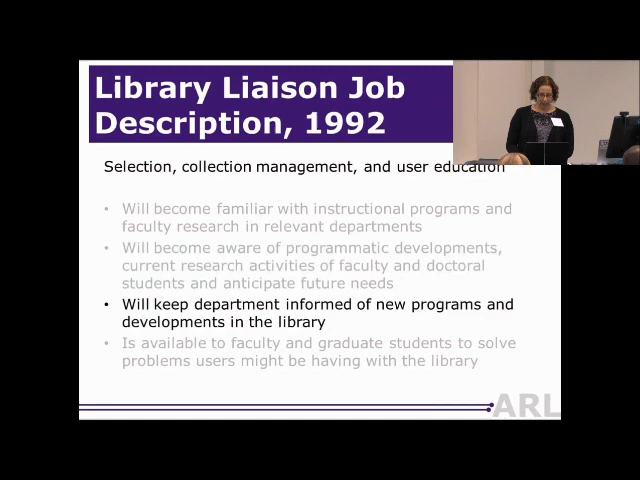 Library Liaison Job
Description, 1992
Selection, collection management, and user education
• Will become familiar with instructional programs and
faculty research in relevant departments
• Will become aware of programmatic developments,
current research activities of faculty and doctoral
students and anticipate future needs
• Will keep department informed of new programs and
developments in the library
• Is available to faculty and graduate students to solve
problems users might be having with the library
ARL